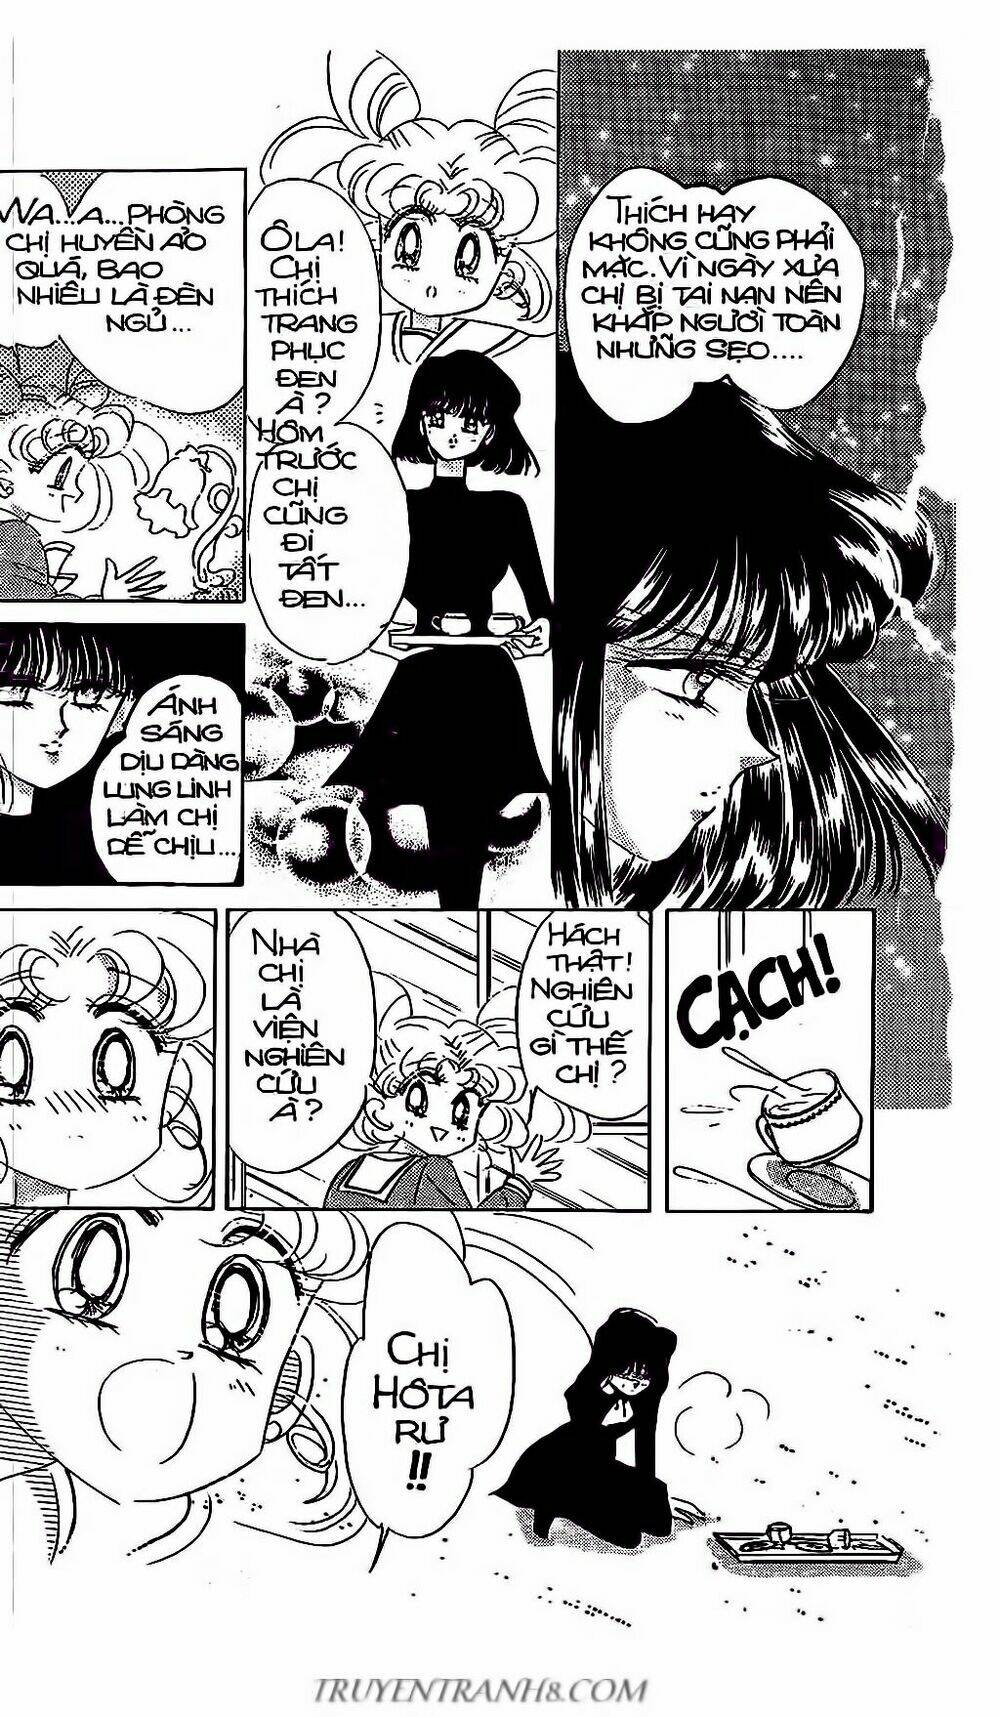 WA...A...PHÒNG
CHỊ HUYỀN ẢO
QUÁ, BAO
NHIÊU LÀ ĐÈN
NGỦ...
ÁNH
SÁNG
DỊU DÀNG
LUNG LINH
LÀM CHỊ
DỄ CHỊU...
ÔLA!
CHỊ
THÍCH
TRANG
PHỤC
ĐEN
À?
HÔM
TRƯỚC
CHỊ
CŨNG
ĐI
TẤT
ĐEN...
THÍCH HAY
KHÔNG CŨNG PHẢI
MẶC. VÌ NGÀY XƯA
CHỊ BỊ TAI NẠN NÊN
KHẮP NGƯỜI TOÀN
NHỮNG SẸO....
NHÀ
CHỊ
LÀ
VIỆN
NGHIÊN
CỨU
À?
HÁCH
THẬT!
NGHIÊN
CỨU
GÌ THẾ
CHỊ?
CẠCH!
CHỊ
HÔTA
RƯ
!!
TRUYENTRANH8.COM